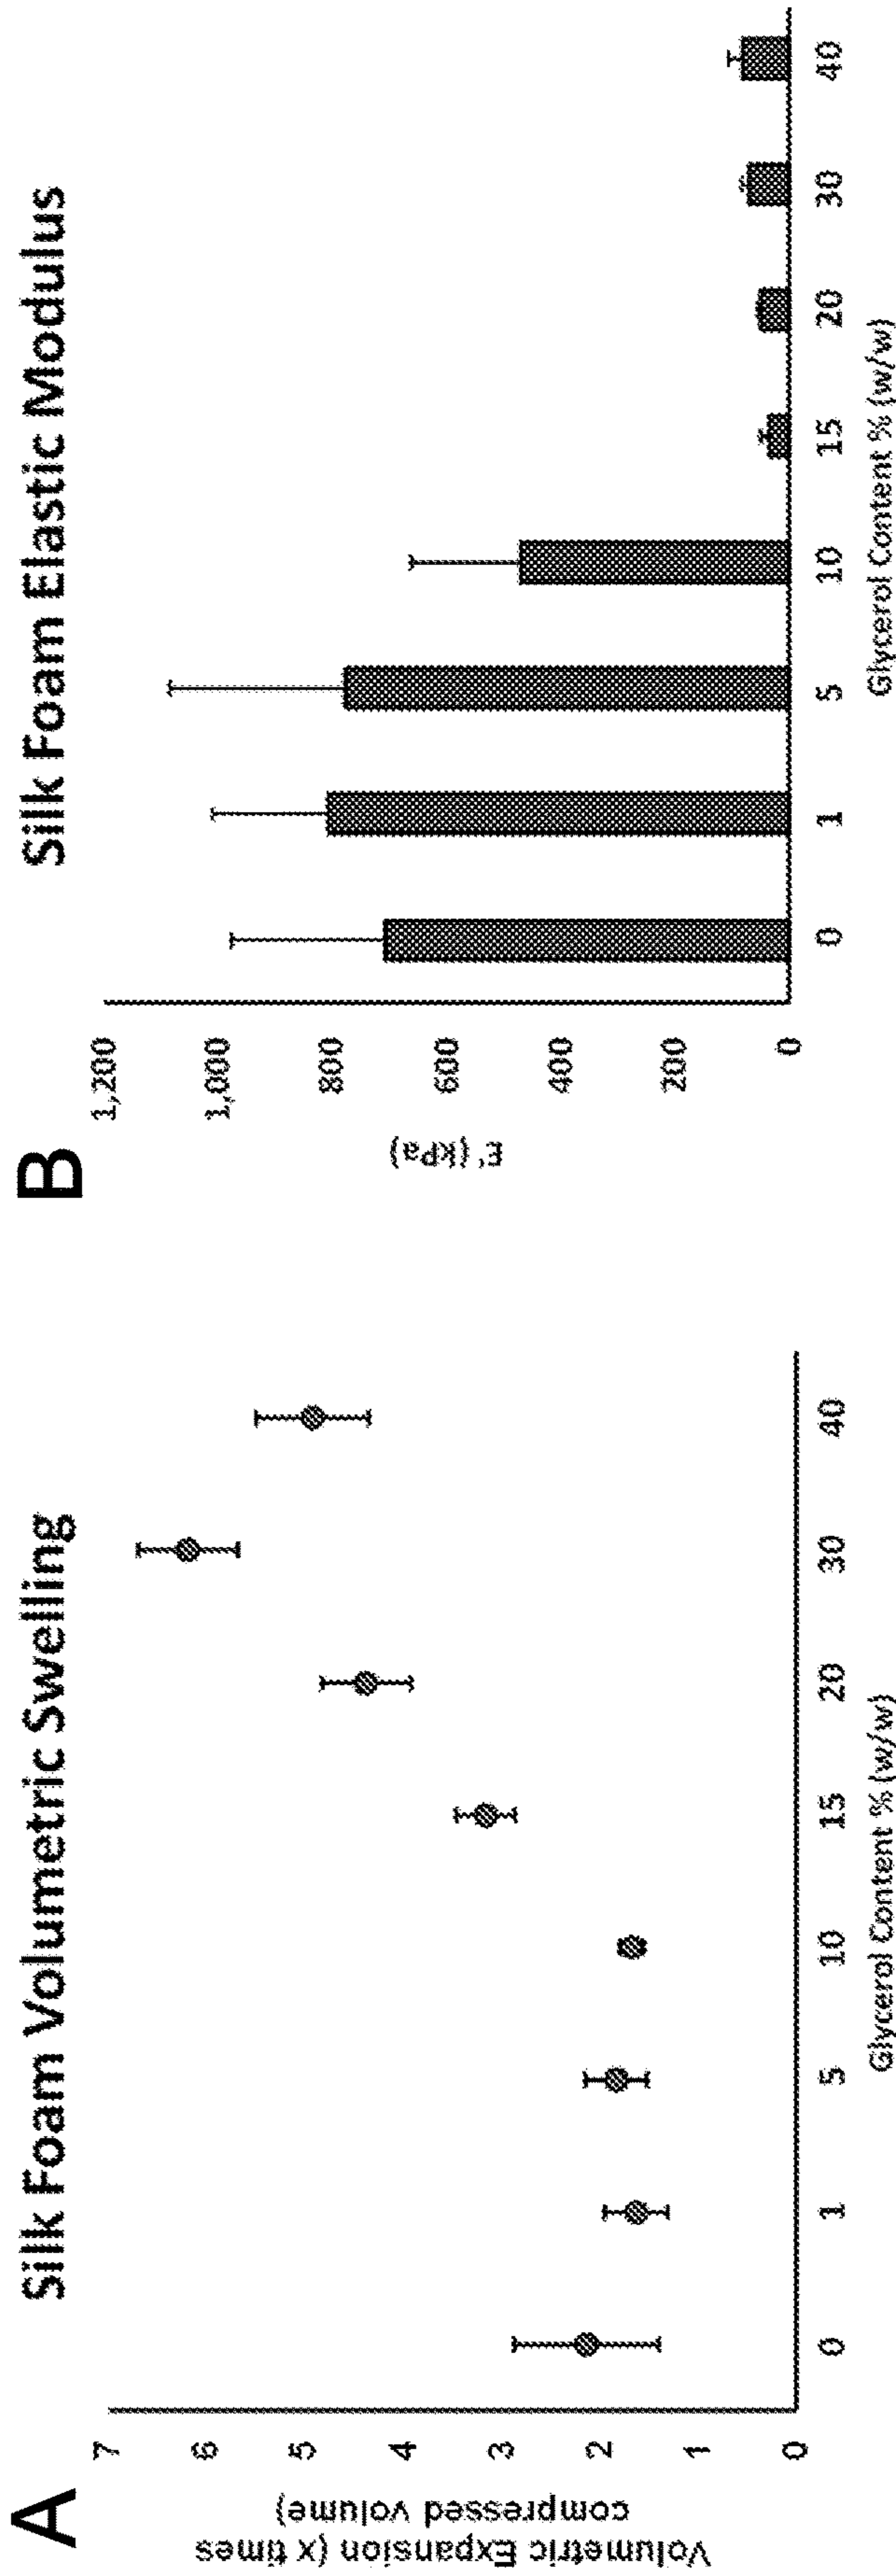 A
Silk Foam Volumetric Swelling
Volumetric Expansion (x times
compressed volume)
7
6
5
4
3
2
1
0
0 1 5 10 15 20 30 40
Glycerol Content % (w/w)
B
Silk Foam Elastic Modulus
E' (kPa)
1,200
1,000
800
600
400
200
0
0 1 5 10 15 20 30 40
Glycerol Content % (w/w)